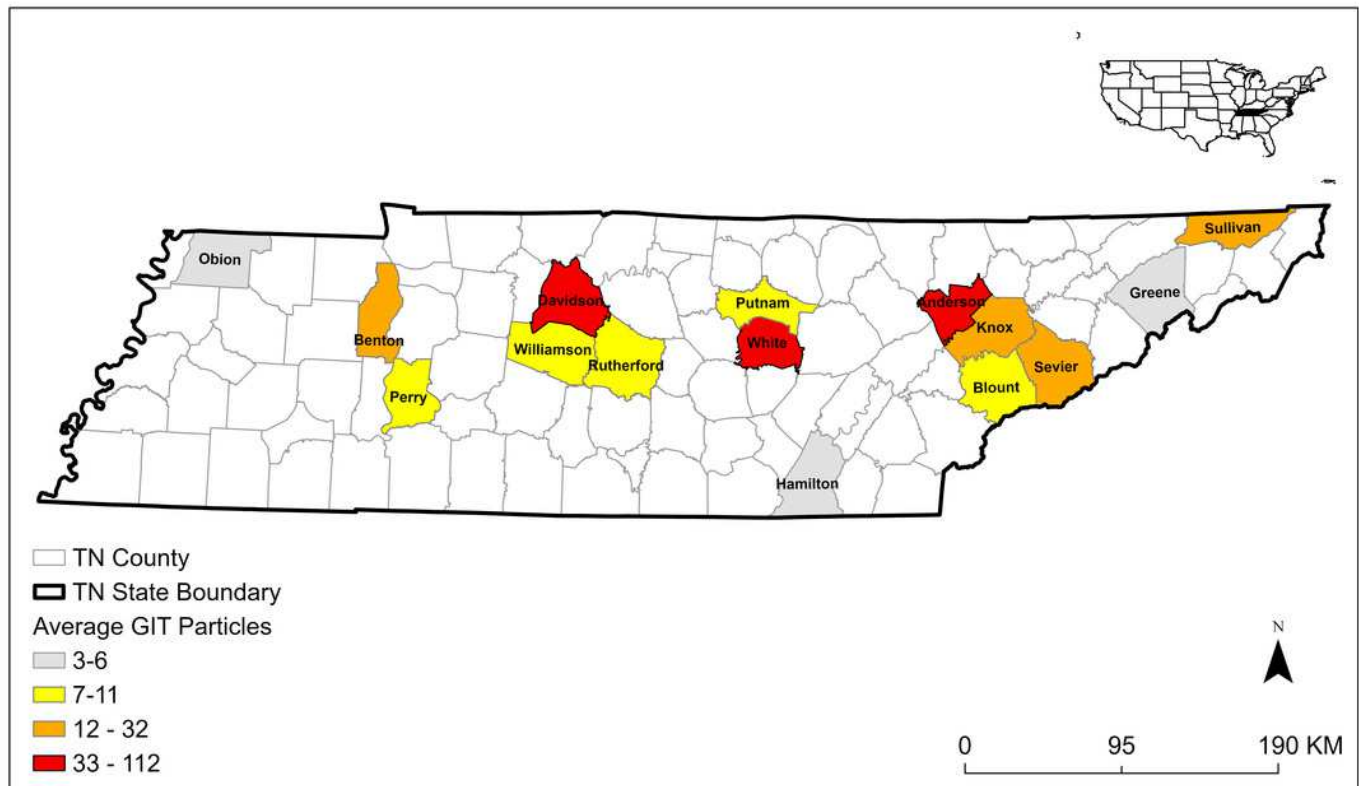 Sullivan
Obion
Greene
Davidson
Putnam
Anderson
Knox
Benton
White
Williamson
Rutherford
Sevier
Blount
Perry
Hamilton
TN County
TN State Boundary
Average GIT Particles
3-6
7-11
12 - 32
33 - 112
N
0 95 190 KM